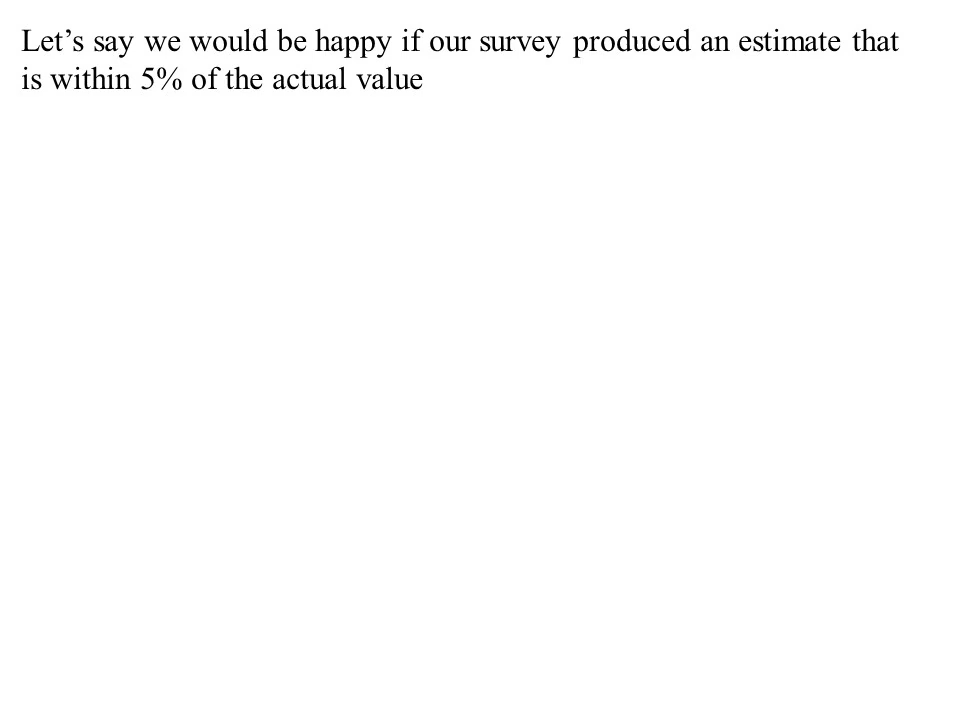 Let’s say we would be happy if our survey produced an estimate that
is within 5% of the actual value